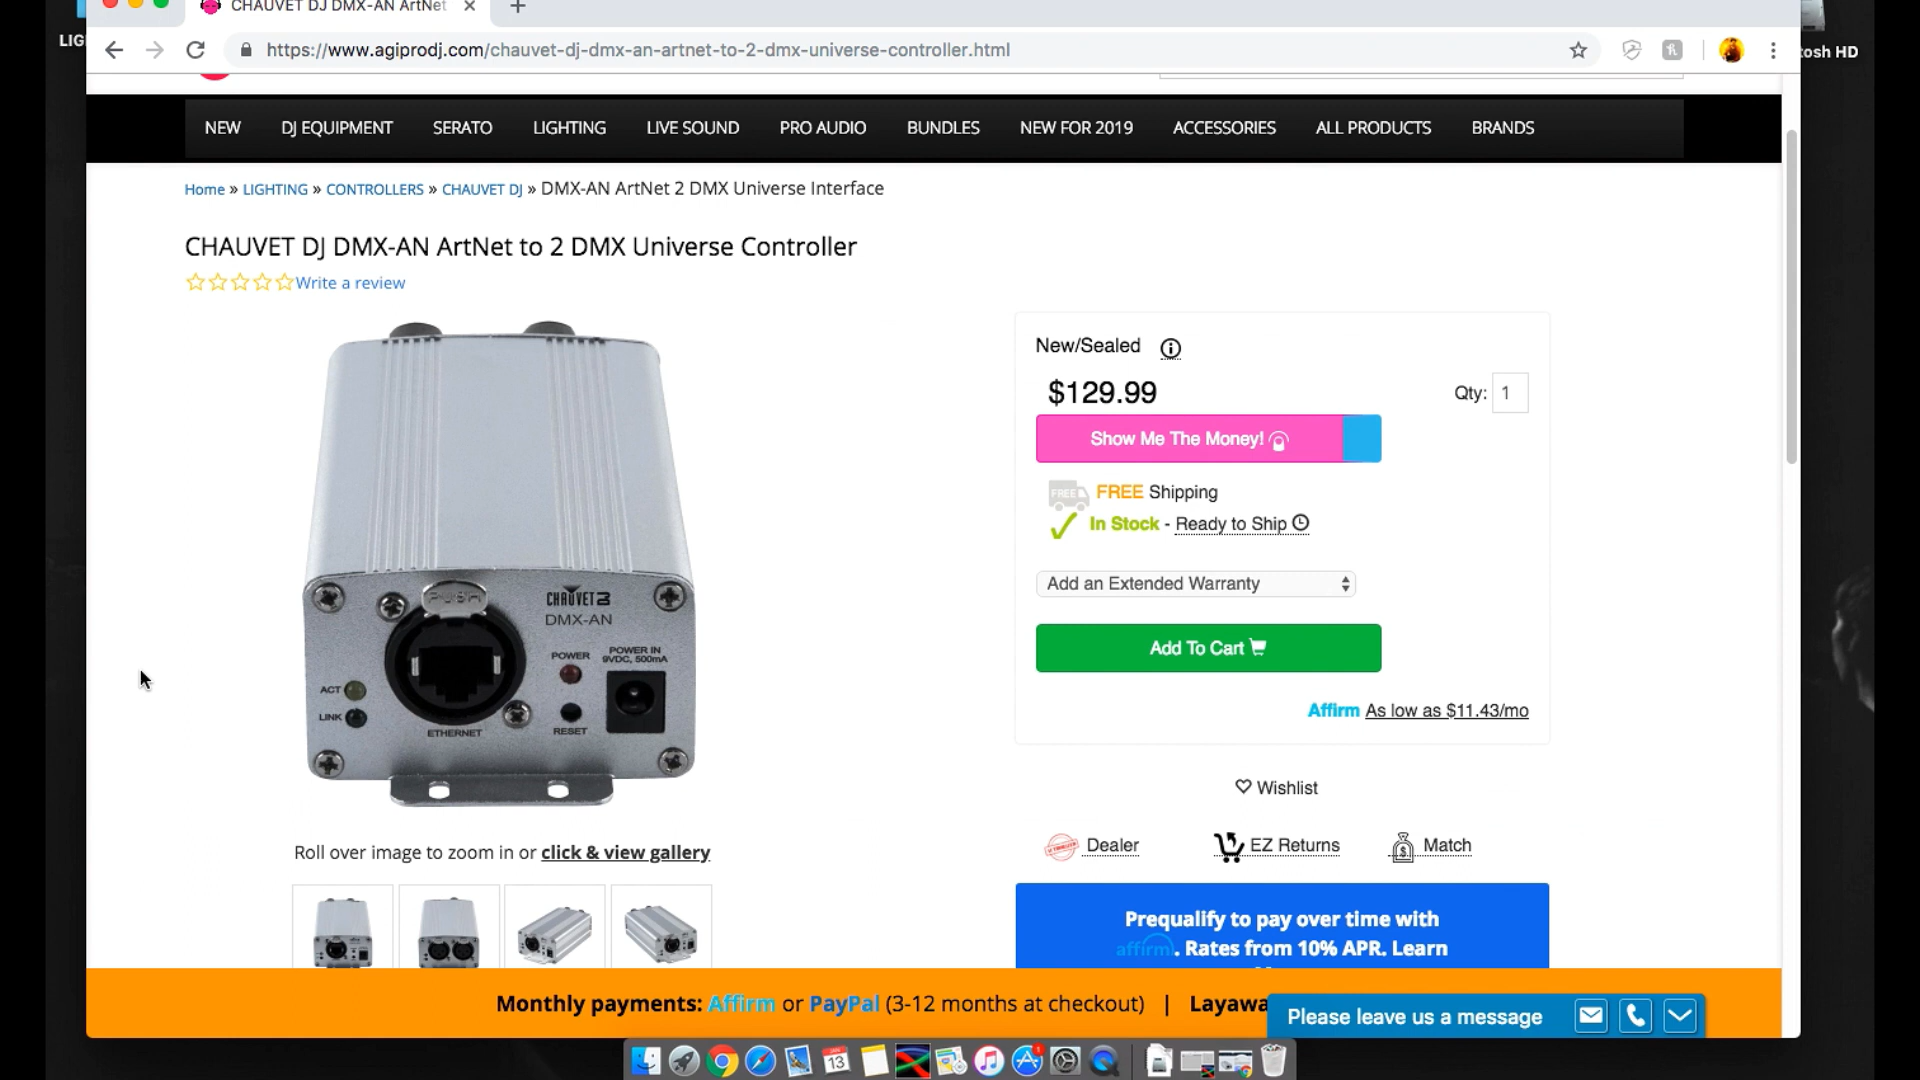 CHAUVET DJ DMX-AN ArtNet
LIG
https://www.agiprodj.com/chauvet-dj-dmx-an-artnet-to-2-dmx-universe-controller.html
tosh HD
NEW DJ EQUIPMENT SERATO LIGHTING LIVE SOUND PRO AUDIO BUNDLES NEW FOR 2019 ACCESSORIES ALL PRODUCTS BRANDS
Home » LIGHTING » CONTROLLERS » CHAUVET DJ » DMX-AN ArtNet 2 DMX Universe Interface
CHAUVET DJ DMX-AN ArtNet to 2 DMX Universe Controller
Write a review
New/Sealed
$129.99 Qty: 1
Show Me The Money!
FREE FREE Shipping
In Stock - Ready to Ship
Add an Extended Warranty
Add To Cart
Affirm As low as $11.43/mo
Wishlist
Dealer EZ Returns Match
Prequalify to pay over time with
affirm. Rates from 10% APR. Learn
PUSH
CHAUVET
DMX-AN
POWER
POWER IN
9VDC, 500mA
ACT
LINK
ETHERNET
RESET
Roll over image to zoom in or click & view gallery
Monthly payments: Affirm or PayPal (3-12 months at checkout) | Layawa
Please leave us a message
13
1